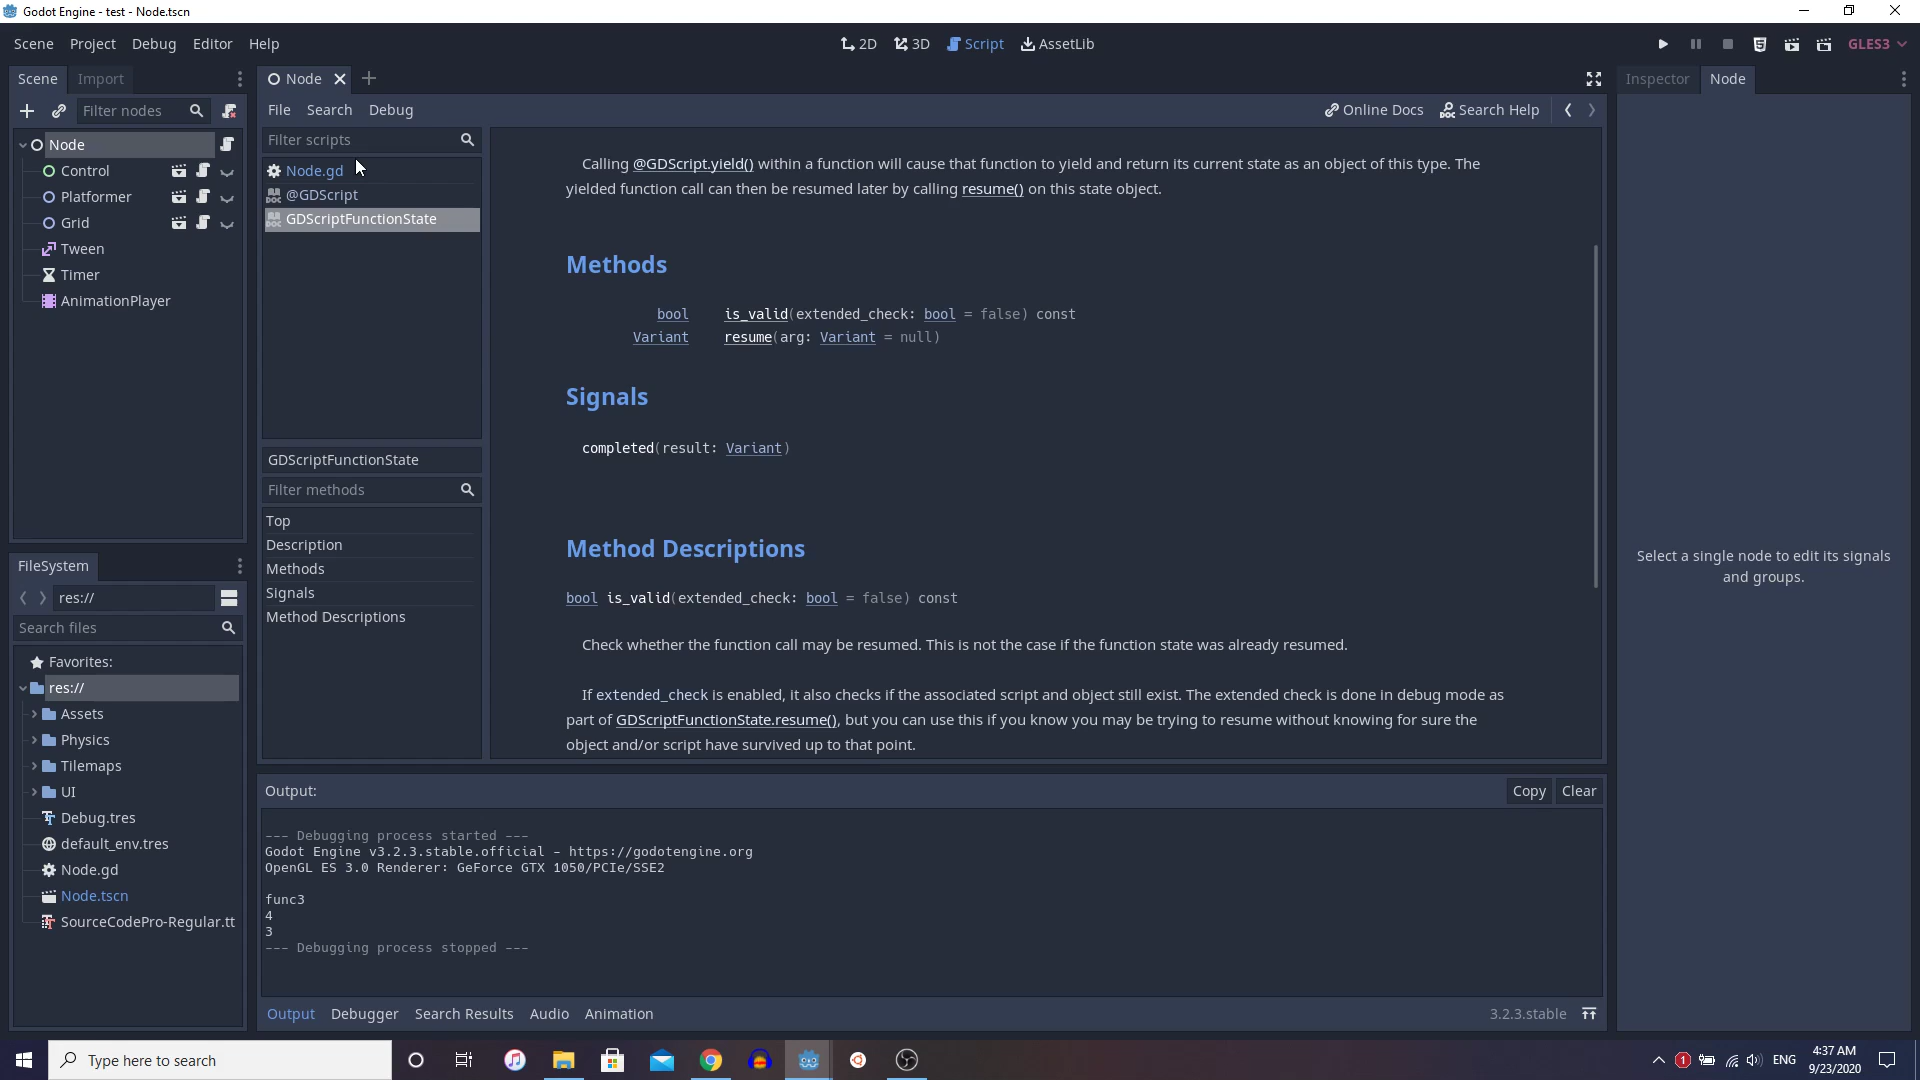 Godot Engine - test - Node.tscn
Scene Project Debug Editor Help
2D 3D Script AssetLib
GLES3
Scene Import
Filter nodes
Node
Control
Platformer
Grid
Tween
Timer
AnimationPlayer
FileSystem
res://
Search files
Favorites:
res://
Assets
Physics
Tilemaps
UI
Debug.tres
default_env.tres
Node.gd
Node.tscn
SourceCodePro-Regular.tt
Node
File Search Debug
Online Docs Search Help
Filter scripts
Node.gd
@GDScript
GDScriptFunctionState
GDScriptFunctionState
Filter methods
Top
Description
Methods
Signals
Method Descriptions
Calling @GDScript.yield() within a function will cause that function to yield and return its current state as an object of this type. The
yielded function call can then be resumed later by calling resume() on this state object.
Methods
bool is_valid(extended_check: bool = false) const
Variant resume(arg: Variant = null)
Signals
completed(result: Variant)
Method Descriptions
bool is_valid(extended_check: bool = false) const
Check whether the function call may be resumed. This is not the case if the function state was already resumed.
If extended_check is enabled, it also checks if the associated script and object still exist. The extended check is done in debug mode as
part of GDScriptFunctionState.resume(), but you can use this if you know you may be trying to resume without knowing for sure the
object and/or script have survived up to that point.
Output:
Copy Clear
--- Debugging process started ---
Godot Engine v3.2.3.stable.official - https://godotengine.org
OpenGL ES 3.0 Renderer: GeForce GTX 1050/PCIe/SSE2
func3
4
3
--- Debugging process stopped ---
Output Debugger Search Results Audio Animation
3.2.3.stable
Inspector Node
Select a single node to edit its signals
and groups.
Type here to search
1
ENG
4:37 AM
9/23/2020